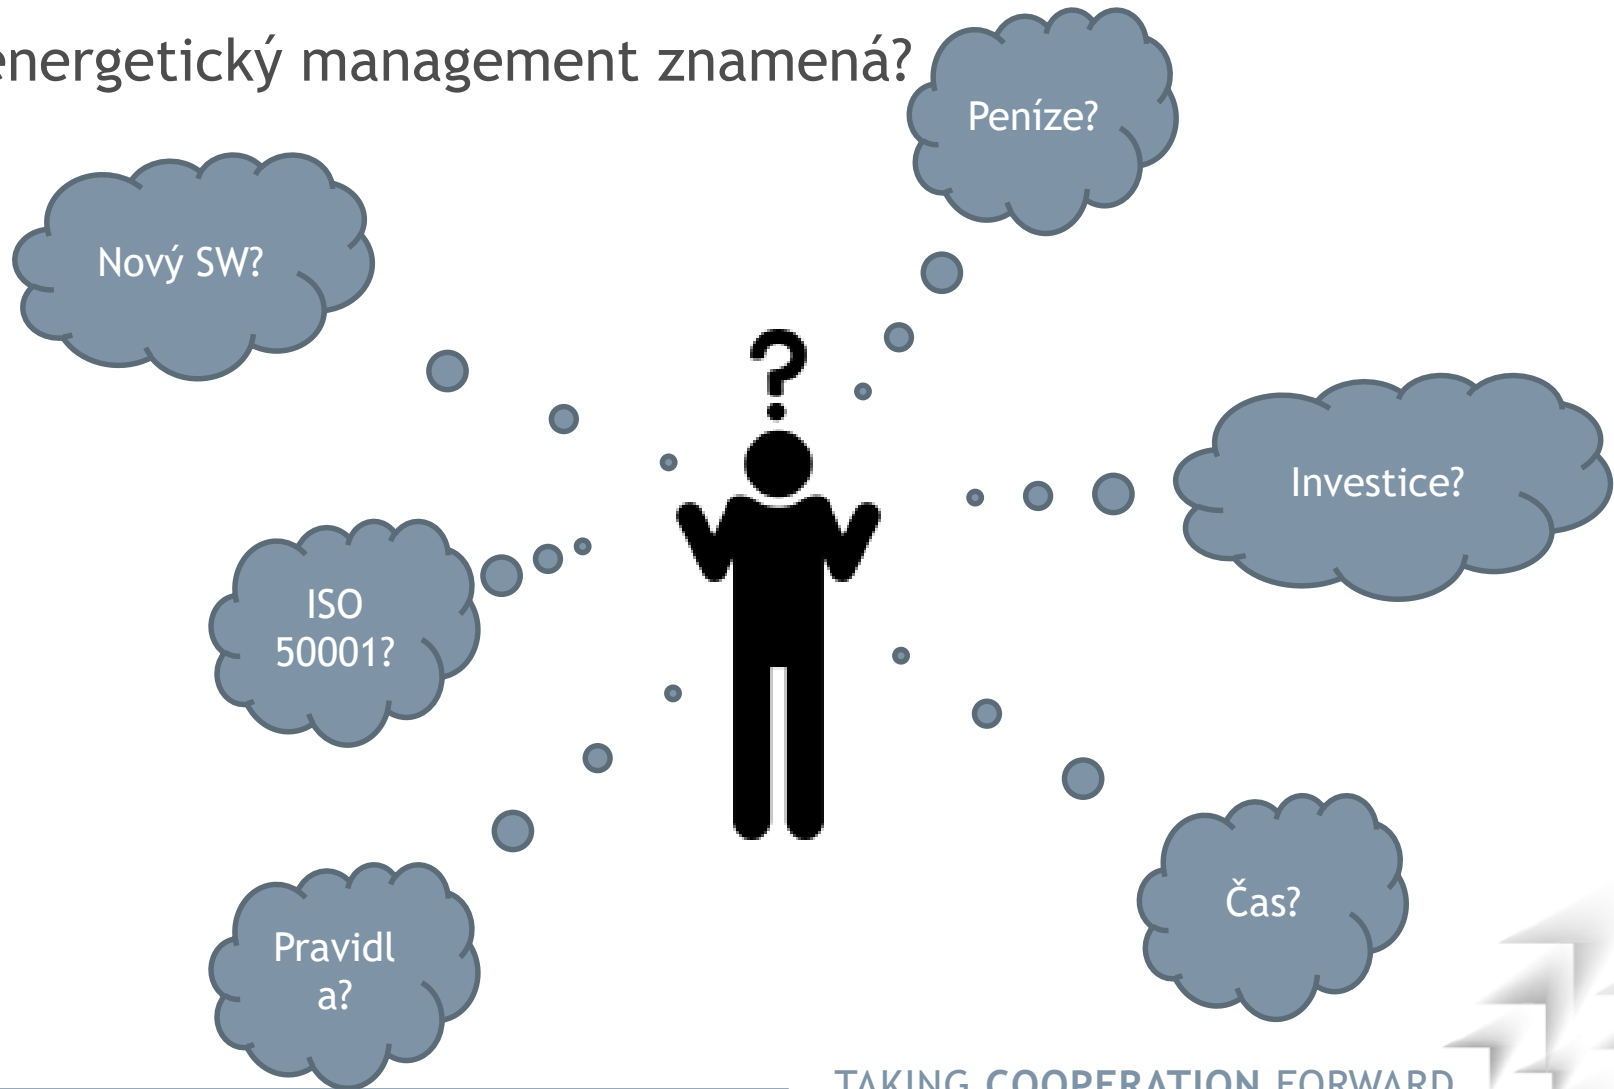 energetický management znamená?
Peníze?
Nový SW?
?
Investice?
ISO
50001?
Čas?
Pravidl
a?
TAKING COOPERATION FORWARD